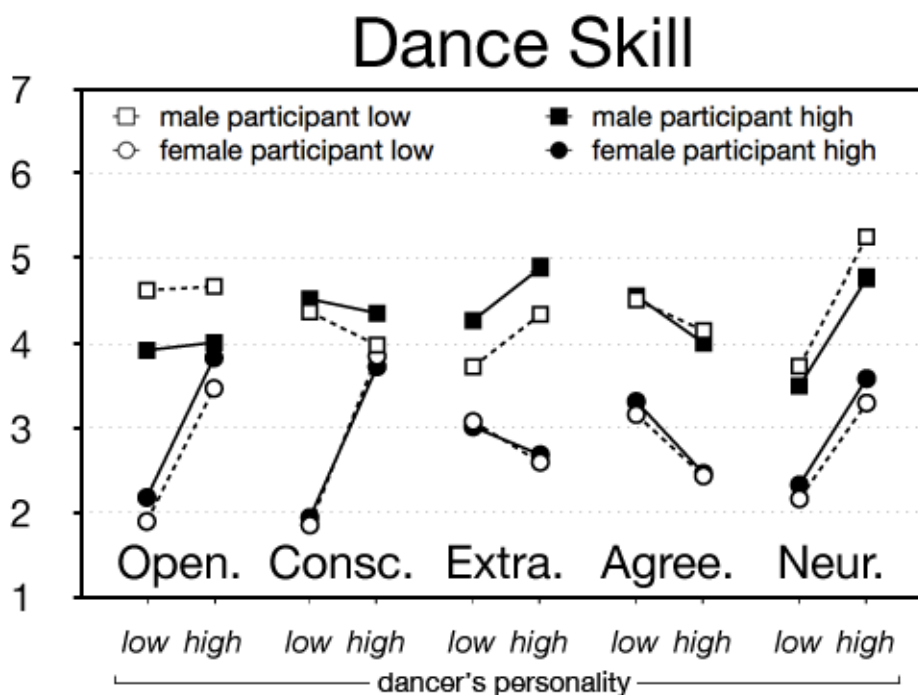 Dance Skill
7
male participant low male participant high
female participant low female participant high
6
5
4
3
2
Open. Consc. Extra. Agree. Neur.
1
low high low high low high low high low high
dancer's personality